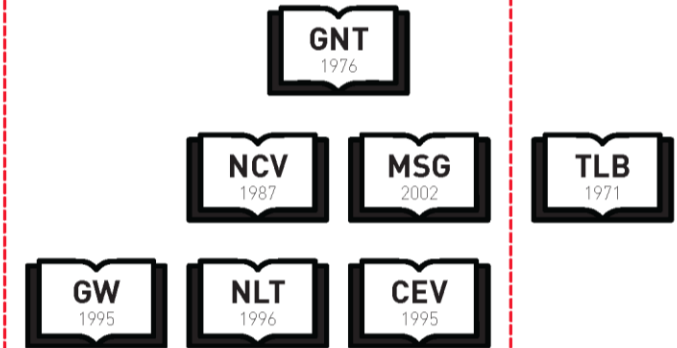 GNT
1976
NCV
1987
MSG
2002
TLB
1971
GW
1995
NLT
1996
CEV
1995